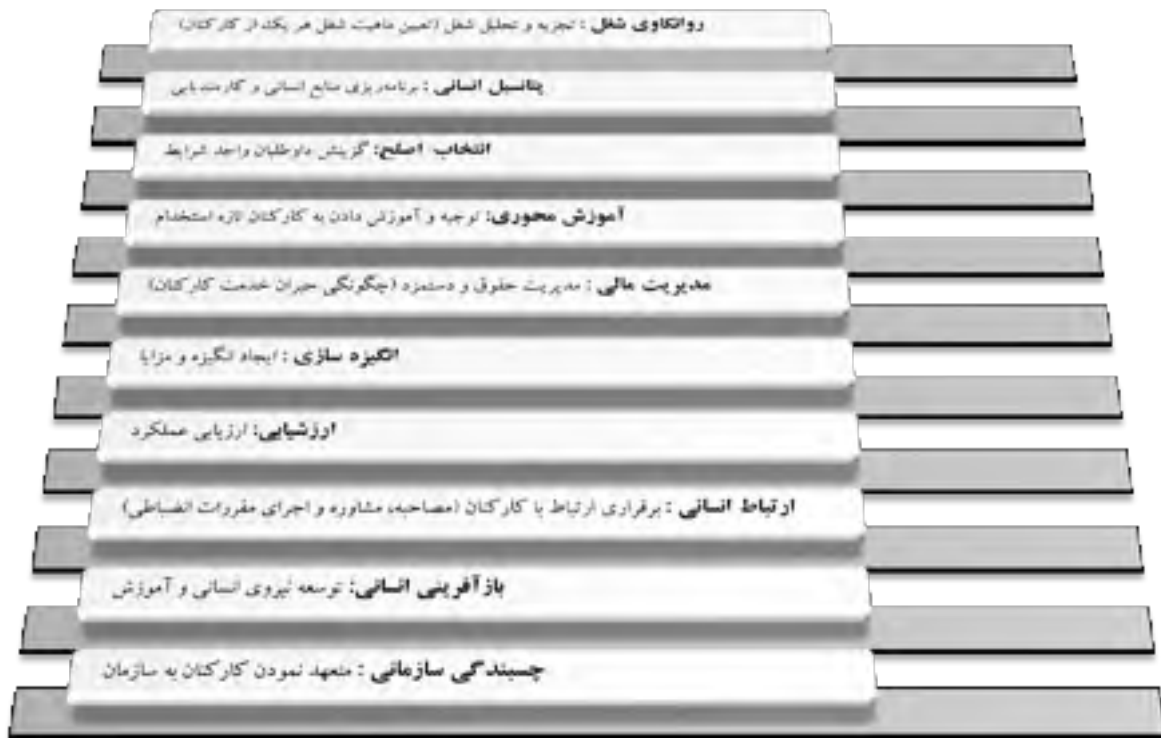 روانکاوی شغل : تجزیه و تحلیل شغل (تعیین ماهیت شغل هر یک از کارکنان)
پتانسیل انسانی : برنامه‌ریزی منابع انسانی و کارمندیابی
انتخاب اصلح: گزینش داوطلبان واجد شرایط
آموزش محوری: توجیه و آموزش دادن به کارکنان تازه استخدام
مدیریت مالی : مدیریت حقوق و دستمزد (چگونگی جبران خدمت کارکنان)
انگیزه سازی : ایجاد انگیزه و مزایا
ارزشیابی: ارزیابی عملکرد
ارتباط انسانی : برقراری ارتباط با کارکنان (مصاحبه، مشاوره و اجرای مقررات انضباطی)
بازآفرینی انسانی: توسعه نیروی انسانی و آموزش
چسبندگی سازمانی : متعهد نمودن کارکنان به سازمان